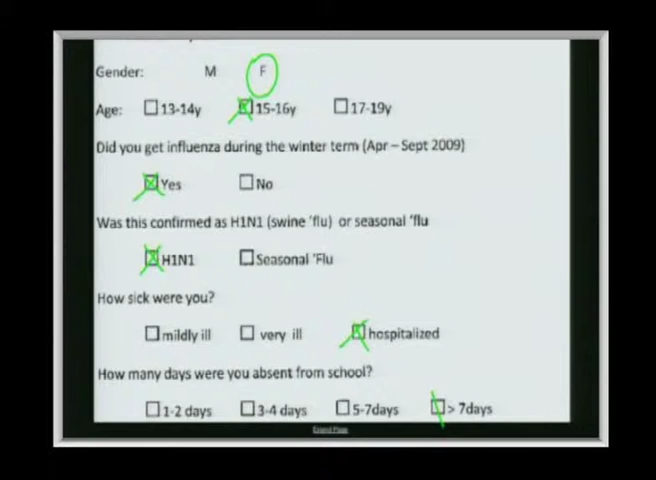 Gender: M F
Age: 13-14y 15-16y 17-19y
Did you get influenza during the winter term (Apr – Sept 2009)
Yes No
Was this confirmed as H1N1 (swine 'flu) or seasonal 'flu
H1N1 Seasonal 'Flu
How sick were you?
mildly ill very ill hospitalized
How many days were you absent from school?
1-2 days 3-4 days 5-7days > 7days